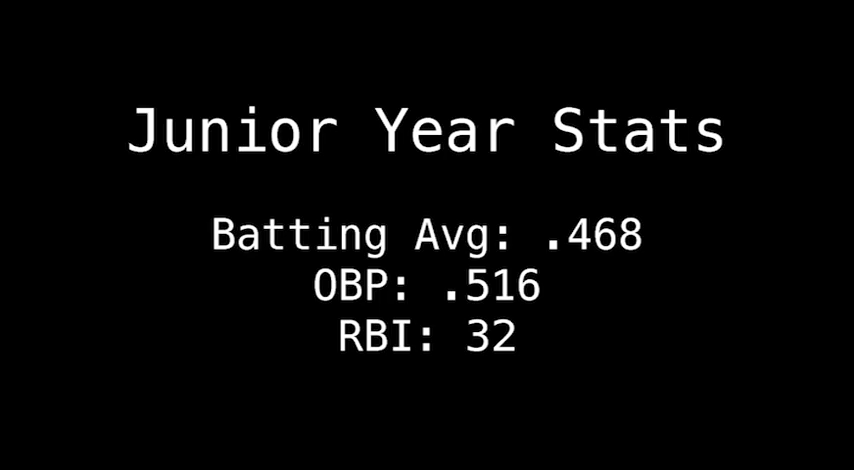 Junior Year Stats
Batting Avg: .468
OBP: .516
RBI: 32